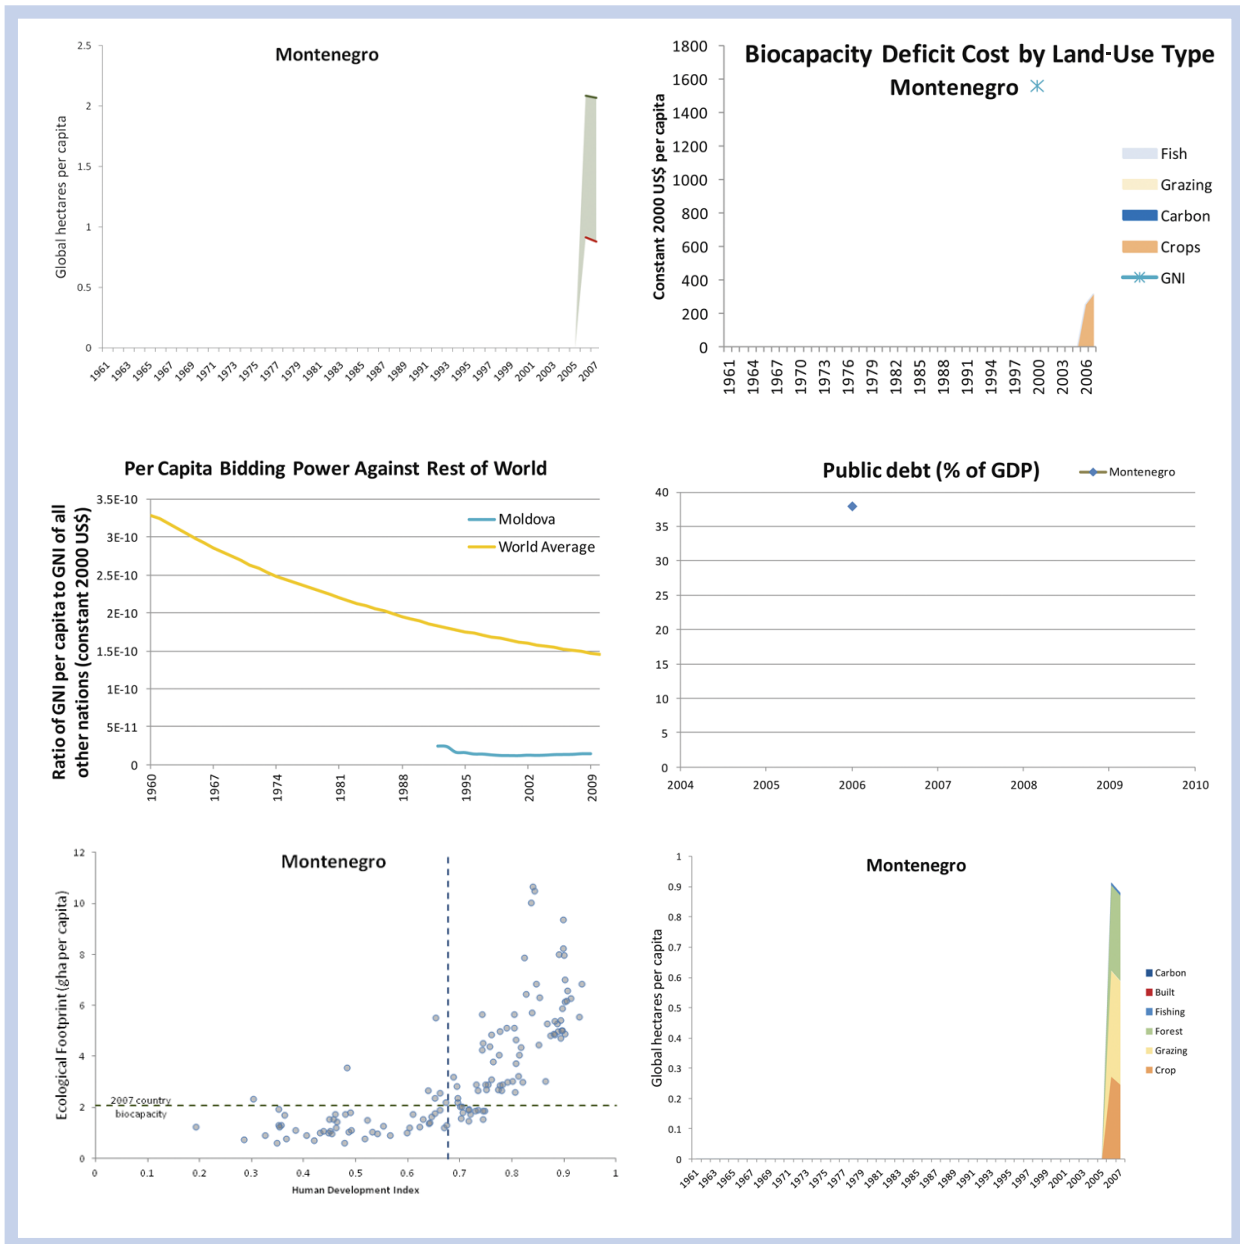 Montenegro
Global hectares per capita
2.5
2
1.5
1
0.5
0
1961 1963 1965 1967 1969 1971 1973 1975 1977 1979 1981 1983 1985 1987 1989 1991 1993 1995 1997 1999 2001 2003 2005 2007
Biocapacity Deficit Cost by Land-Use Type
Montenegro
Constant 2000 US$ per capita
1800
1600
1400
1200
1000
800
600
400
200
0
1961 1964 1967 1970 1973 1976 1979 1982 1985 1988 1991 1994 1997 2000 2003 2006
Fish
Grazing
Carbon
Crops
GNI
Per Capita Bidding Power Against Rest of World
Ratio of GNI per capita to GNI of all
other nations (constant 2000 US$)
3.5E-10
3E-10
2.5E-10
2E-10
1.5E-10
1E-10
5E-11
0
1960 1967 1974 1981 1988 1995 2002 2009
Moldova
World Average
Public debt (% of GDP)
Montenegro
40
35
30
25
20
15
10
5
0
2004 2005 2006 2007 2008 2009 2010
Montenegro
Ecological Footprint (gha per capita)
12
10
8
6
4
2
0
2007 country
biocapacity
0 0.1 0.2 0.3 0.4 0.5 0.6 0.7 0.8 0.9 1
Human Development Index
Montenegro
Global hectares per capita
1
0.9
0.8
0.7
0.6
0.5
0.4
0.3
0.2
0.1
0
1961 1963 1965 1967 1969 1971 1973 1975 1977 1979 1981 1983 1985 1987 1989 1991 1993 1995 1997 1999 2001 2003 2005 2007
Carbon
Built
Fishing
Forest
Grazing
Crop